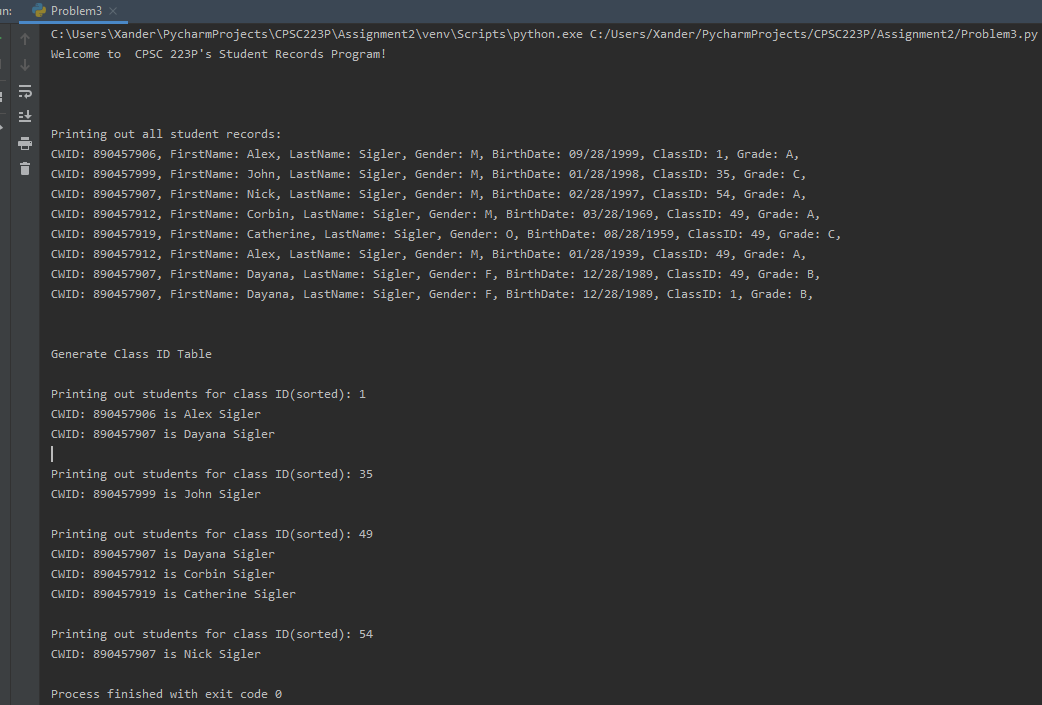 un:
Problem3
C:\Users\Xander\PycharmProjects\CPSC223P\Assignment2\venv\Scripts\python.exe C:/Users/Xander/PycharmProjects/CPSC223P/Assignment2/Problem3.py
Welcome to  CPSC 223P's Student Records Program!
Printing out all student records:
CWID: 890457906, FirstName: Alex, LastName: Sigler, Gender: M, BirthDate: 09/28/1999, ClassID: 1, Grade: A,
CWID: 890457999, FirstName: John, LastName: Sigler, Gender: M, BirthDate: 01/28/1998, ClassID: 35, Grade: C,
CWID: 890457907, FirstName: Nick, LastName: Sigler, Gender: M, BirthDate: 02/28/1997, ClassID: 54, Grade: A,
CWID: 890457912, FirstName: Corbin, LastName: Sigler, Gender: M, BirthDate: 03/28/1969, ClassID: 49, Grade: A,
CWID: 890457919, FirstName: Catherine, LastName: Sigler, Gender: O, BirthDate: 08/28/1959, ClassID: 49, Grade: C,
CWID: 890457912, FirstName: Alex, LastName: Sigler, Gender: M, BirthDate: 01/28/1939, ClassID: 49, Grade: A,
CWID: 890457907, FirstName: Dayana, LastName: Sigler, Gender: F, BirthDate: 12/28/1989, ClassID: 49, Grade: B,
CWID: 890457907, FirstName: Dayana, LastName: Sigler, Gender: F, BirthDate: 12/28/1989, ClassID: 1, Grade: B,
Generate Class ID Table
Printing out students for class ID(sorted): 1
CWID: 890457906 is Alex Sigler
CWID: 890457907 is Dayana Sigler
Printing out students for class ID(sorted): 35
CWID: 890457999 is John Sigler
Printing out students for class ID(sorted): 49
CWID: 890457907 is Dayana Sigler
CWID: 890457912 is Corbin Sigler
CWID: 890457919 is Catherine Sigler
Printing out students for class ID(sorted): 54
CWID: 890457907 is Nick Sigler
Process finished with exit code 0